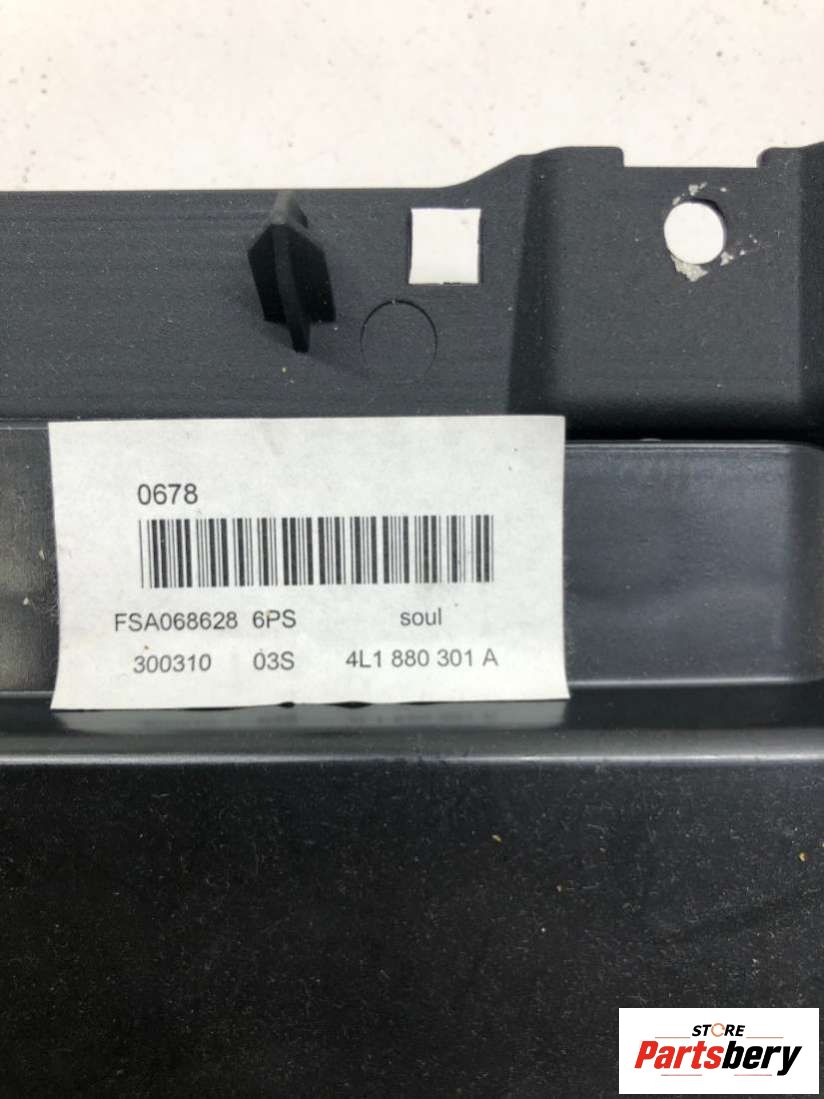 0678
FSA068628 6PS soul
300310 03S 4L1 880 301 A
STORE
Partsbery